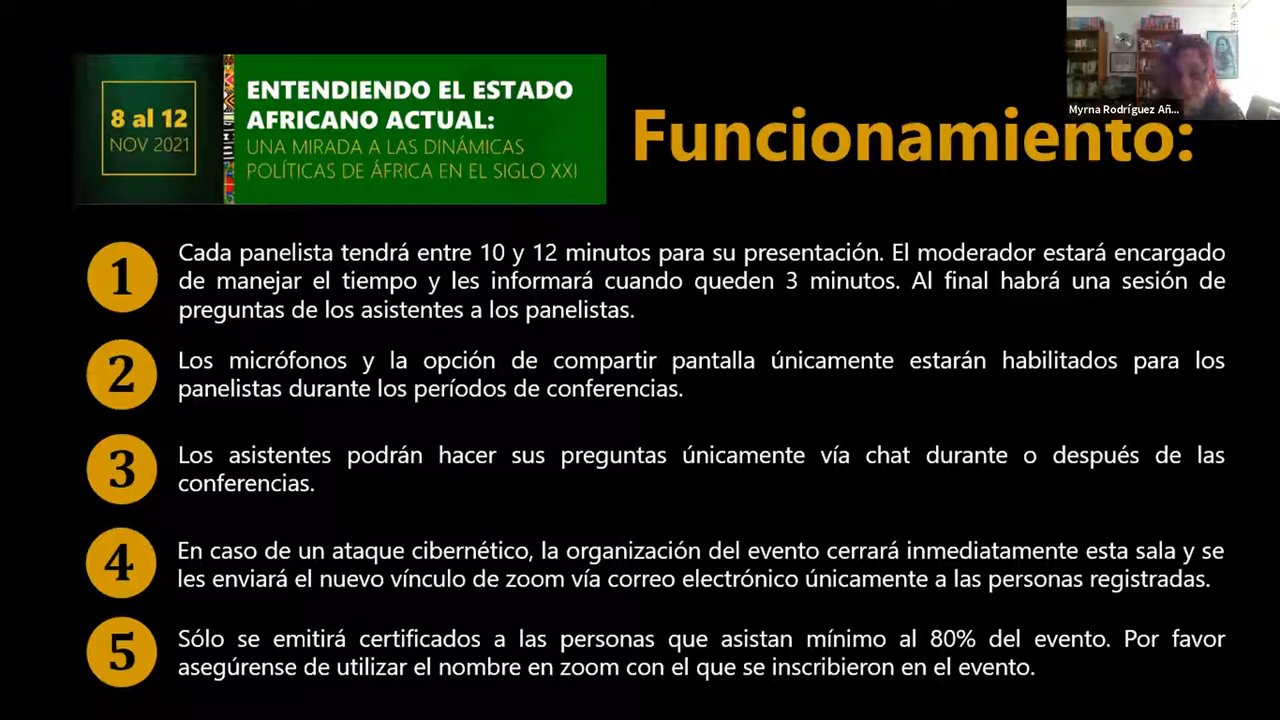 8 al 12
NOV 2021
ENTENDIENDO EL ESTADO
AFRICANO ACTUAL:
UNA MIRADA A LAS DINÁMICAS
POLÍTICAS DE ÁFRICA EN EL SIGLO XXI
Funcionamiento:
Myrna Rodríguez Añ...
1
Cada panelista tendrá entre 10 y 12 minutos para su presentación. El moderador estará encargado
de manejar el tiempo y les informará cuando queden 3 minutos. Al final habrá una sesión de
preguntas de los asistentes a los panelistas.
2
Los micrófonos y la opción de compartir pantalla únicamente estarán habilitados para los
panelistas durante los períodos de conferencias.
3
Los asistentes podrán hacer sus preguntas únicamente vía chat durante o después de las
conferencias.
4
En caso de un ataque cibernético, la organización del evento cerrará inmediatamente esta sala y se
les enviará el nuevo vínculo de zoom vía correo electrónico únicamente a las personas registradas.
5
Sólo se emitirá certificados a las personas que asistan mínimo al 80% del evento. Por favor
asegúrense de utilizar el nombre en zoom con el que se inscribieron en el evento.